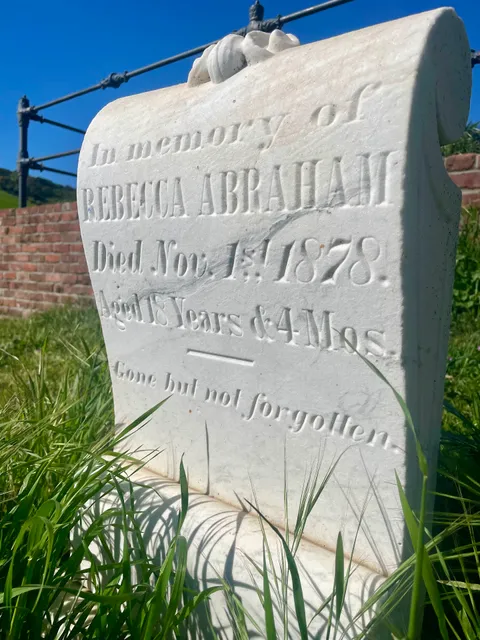 In memory of
REBECCA ABRAHAM
Died Nov. 1st 1878.
Aged 18 Years & 4 Mos.
Gone but not forgotten.